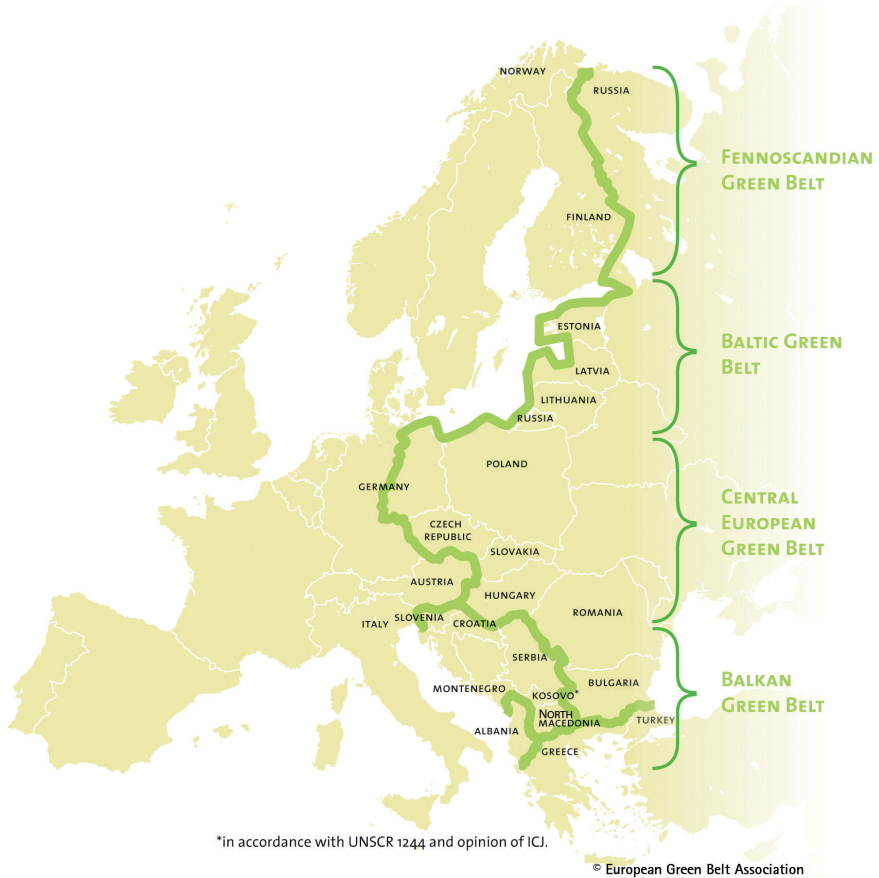 NORWAY
RUSSIA
FENNOSCANDIAN
GREEN BELT
FINLAND
ESTONIA
BALTIC GREEN
BELT
LATVIA
LITHUANIA
RUSSIA
POLAND
GERMANY
CENTRAL
EUROPEAN
GREEN BELT
CZECH
REPUBLIC
SLOVAKIA
AUSTRIA
HUNGARY
ROMANIA
ITALY
SLOVENIA
CROATIA
SERBIA
BALKAN
GREEN BELT
MONTENEGRO
KOSOVO*
BULGARIA
NORTH
MACEDONIA
TURKEY
ALBANIA
GREECE
*in accordance with UNSCR 1244 and opinion of ICJ.
© European Green Belt Association